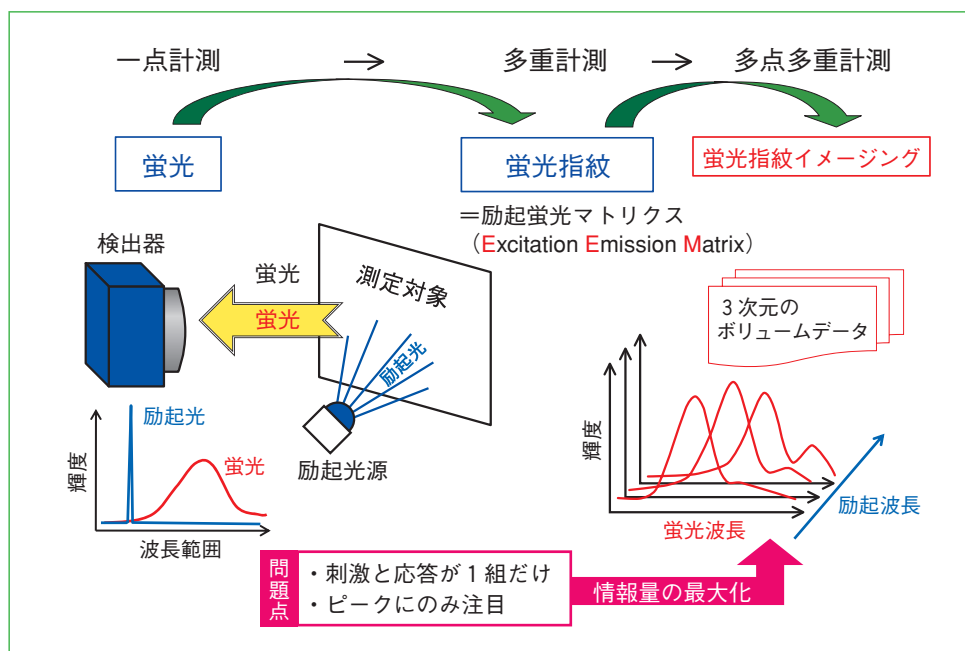 一点計測 → 多重計測 → 多点多重計測
蛍光
蛍光指紋
蛍光指紋イメージング
＝励起蛍光マトリクス
（Excitation Emission Matrix）
検出器
蛍光
蛍光
測定対象
励起光
励起光源
励起光
蛍光
輝度
波長範囲
3次元の
ボリュームデータ
輝度
蛍光波長
励起波長
問題点
・刺激と応答が1組だけ
・ピークにのみ注目
情報量の最大化